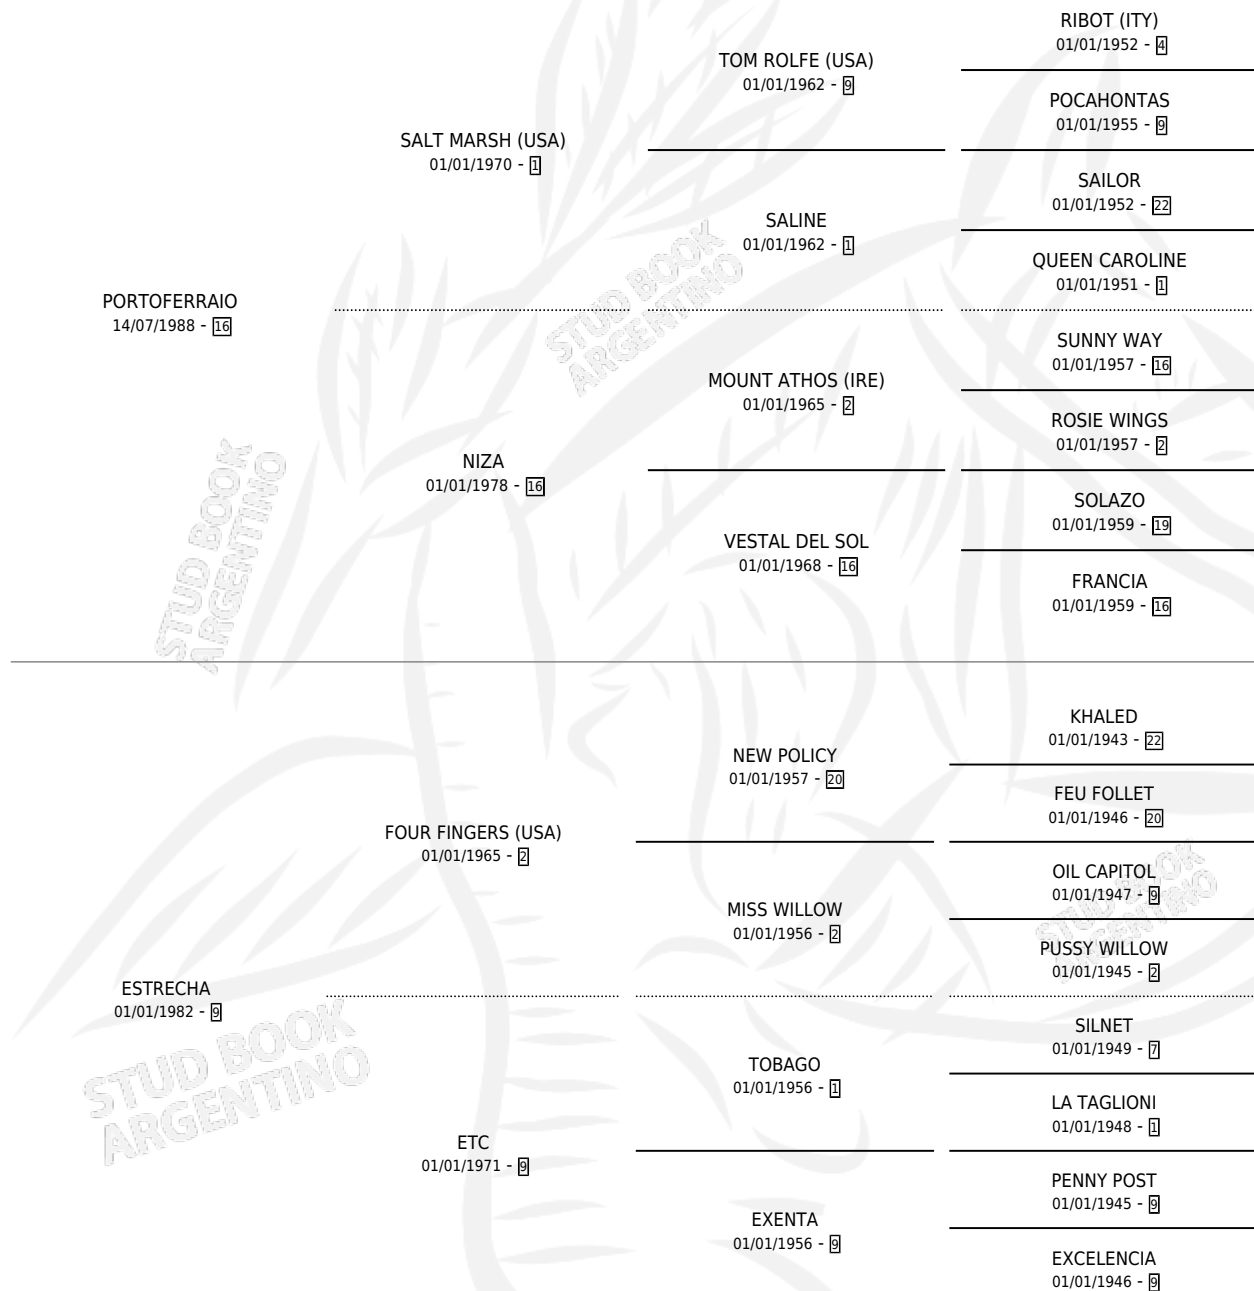 RIBOT (ITY)
01/01/1952 - 4
TOM ROLFE (USA)
01/01/1962 - 9
POCAHONTAS
01/01/1955 - 9
SALT MARSH (USA)
01/01/1970 - 1
SAILOR
01/01/1952 - 22
SALINE
01/01/1962 - 1
QUEEN CAROLINE
01/01/1951 - 1
PORTOFERRAIO
14/07/1988 - 16
SUNNY WAY
01/01/1957 - 16
MOUNT ATHOS (IRE)
01/01/1965 - 2
ROSIE WINGS
01/01/1957 - 2
NIZA
01/01/1978 - 16
SOLAZO
01/01/1959 - 19
VESTAL DEL SOL
01/01/1968 - 16
FRANCIA
01/01/1959 - 16
KHALED
01/01/1943 - 22
NEW POLICY
01/01/1957 - 20
FEU FOLLET
01/01/1946 - 20
FOUR FINGERS (USA)
01/01/1965 - 2
OIL CAPITOL
01/01/1947 - 9
MISS WILLOW
01/01/1956 - 2
PUSSY WILLOW
01/01/1945 - 2
ESTRECHA
01/01/1982 - 9
SILNET
01/01/1949 - 7
TOBAGO
01/01/1956 - 1
LA TAGLIONI
01/01/1948 - 1
ETC
01/01/1971 - 9
PENNY POST
01/01/1945 - 9
EXENTA
01/01/1956 - 9
EXCELENCIA
01/01/1946 - 9
STUD BOOK
ARGENTINO
STUD BOOK
ARGENTINO
STUD BOOK
ARGENTINO
STUD BOOK
ARGENTINO